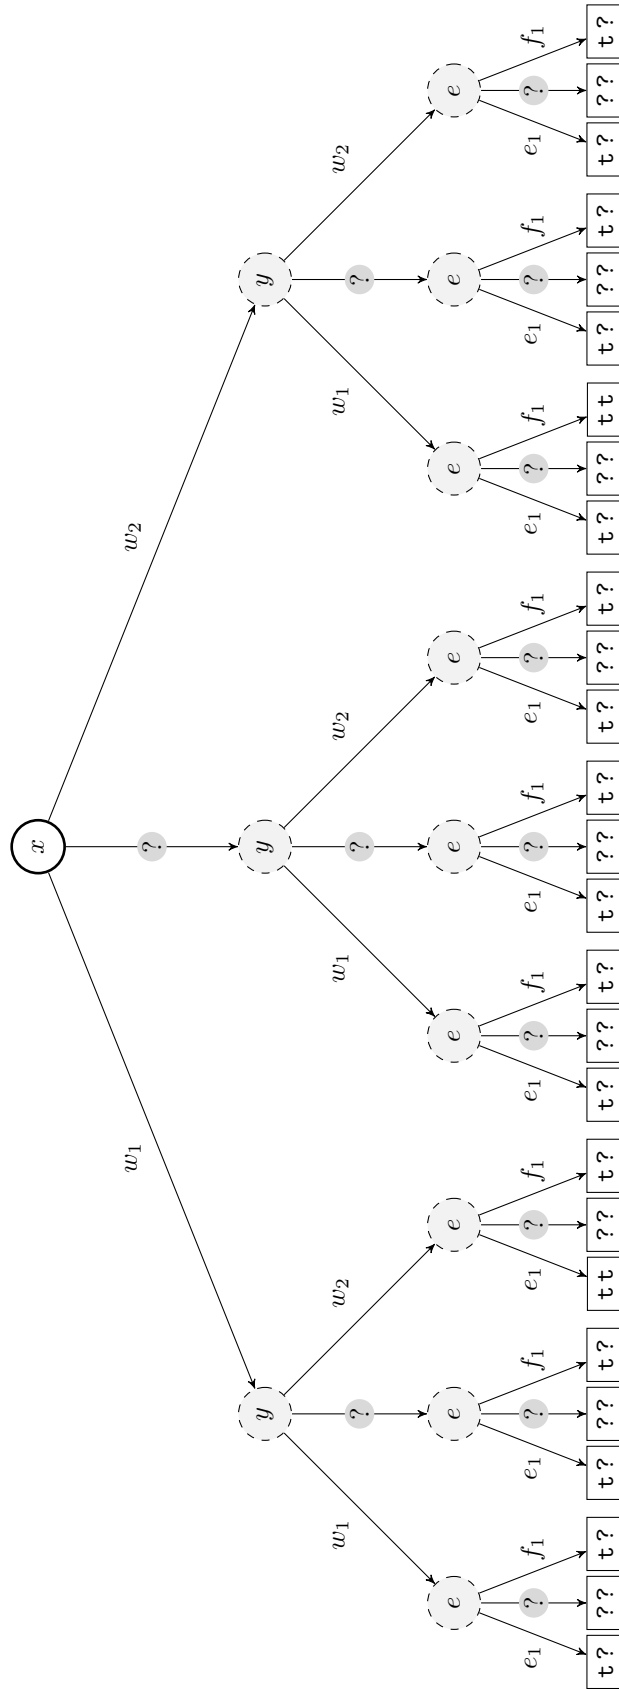 x
w₁ ? w₂
y y y
w₁ ? w₂ w₁ ? w₂ w₁ ? w₂
e e e e e e e e e
e₁ ? f₁ e₁ ? f₁ e₁ ? f₁ e₁ ? f₁ e₁ ? f₁ e₁ ? f₁ e₁ ? f₁ e₁ ? f₁ e₁ ? f₁
t? ?? t? t? ?? t? tt ?? t? t? ?? t? t? ?? t? t? ?? t? t? ?? tt t? ?? t? t? ?? t?